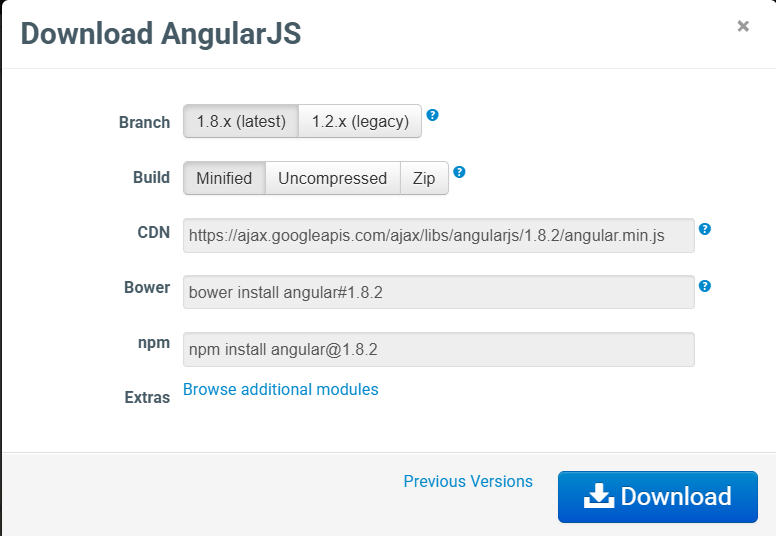 Download AngularJS ×
Branch 1.8.x (latest) 1.2.x (legacy) ?
Build Minified Uncompressed Zip ?
CDN https://ajax.googleapis.com/ajax/libs/angularjs/1.8.2/angular.min.js ?
Bower bower install angular#1.8.2 ?
npm npm install angular@1.8.2
Extras Browse additional modules
Previous Versions Download